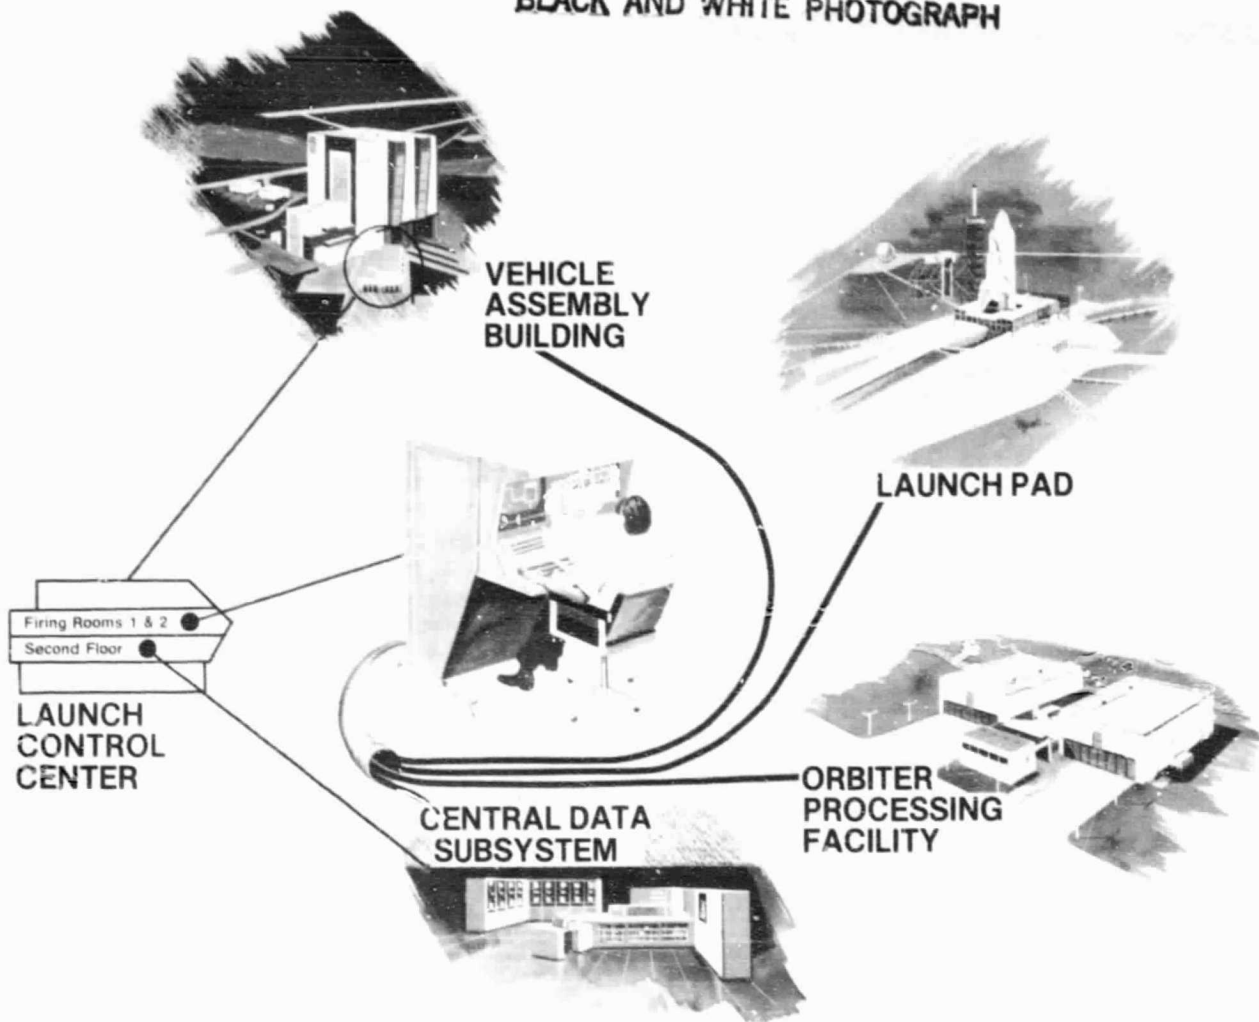 BLACK AND WHITE PHOTOGRAPH
VEHICLE
ASSEMBLY
BUILDING
LAUNCH PAD
Firing Rooms 1 & 2
Second Floor
LAUNCH
CONTROL
CENTER
ORBITER
PROCESSING
FACILITY
CENTRAL DATA
SUBSYSTEM